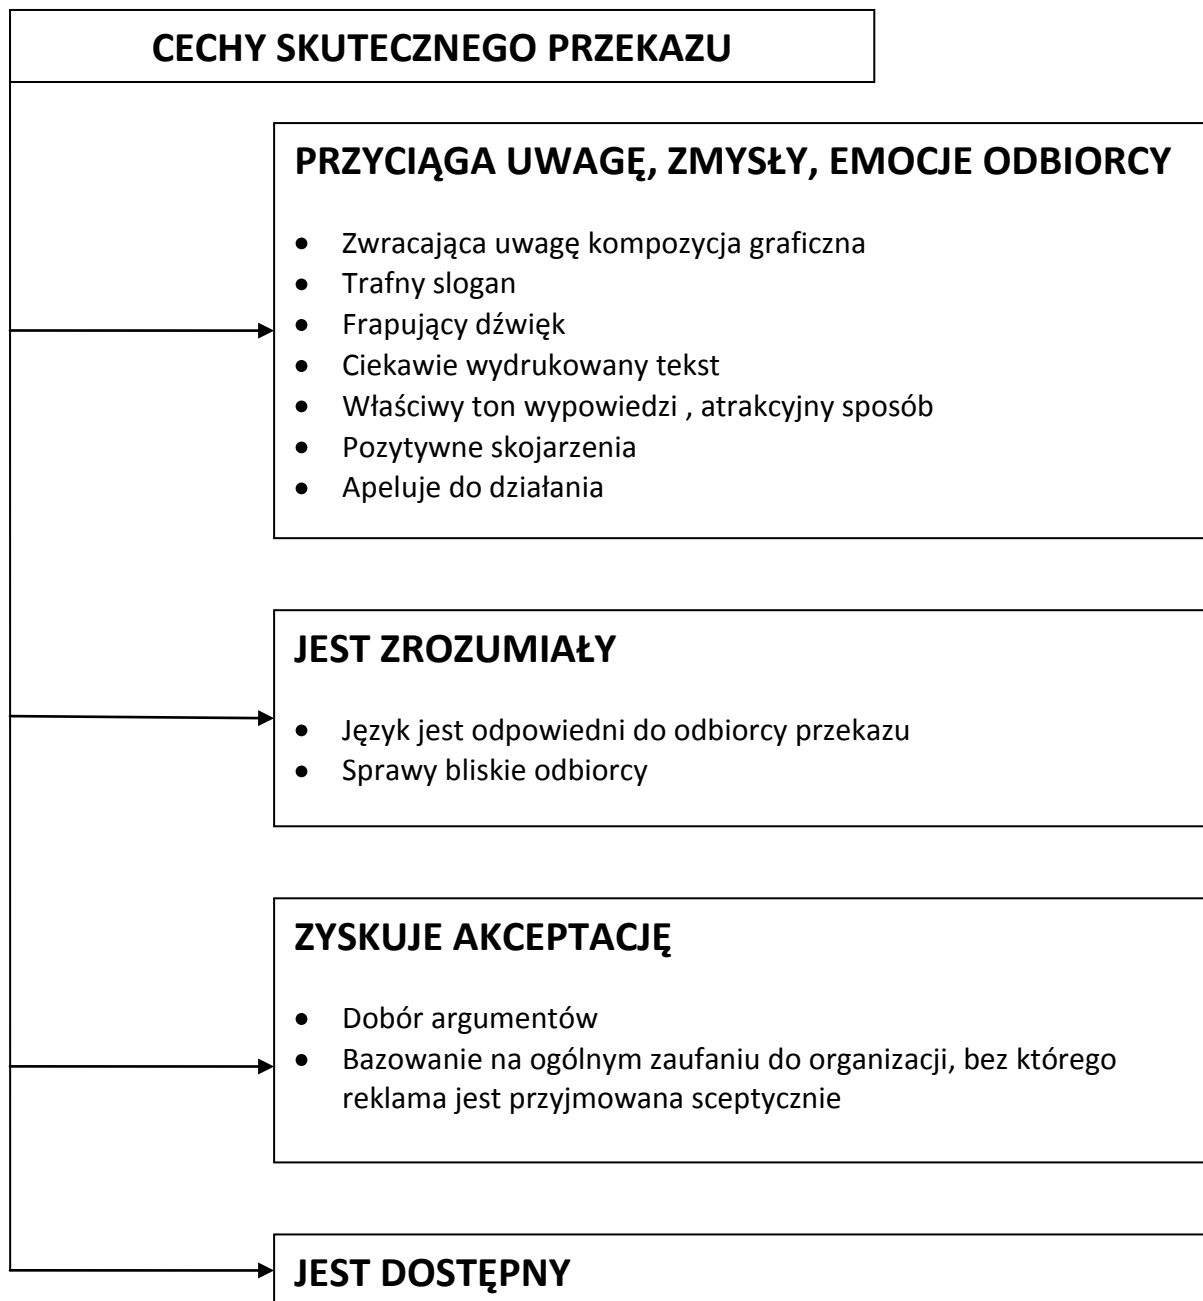 CECHY SKUTECZNEGO PRZEKAZU
PRZYCIĄGA UWAGĘ, ZMYSŁY, EMOCJE ODBIORCY
• Zwracająca uwagę kompozycja graficzna
• Trafny slogan
• Frapujący dźwięk
• Ciekawie wydrukowany tekst
• Właściwy ton wypowiedzi , atrakcyjny sposób
• Pozytywne skojarzenia
• Apeluje do działania
JEST ZROZUMIAŁY
• Język jest odpowiedni do odbiorcy przekazu
• Sprawy bliskie odbiorcy
ZYSKUJE AKCEPTACJĘ
• Dobór argumentów
• Bazowanie na ogólnym zaufaniu do organizacji, bez którego
reklama jest przyjmowana sceptycznie
JEST DOSTĘPNY